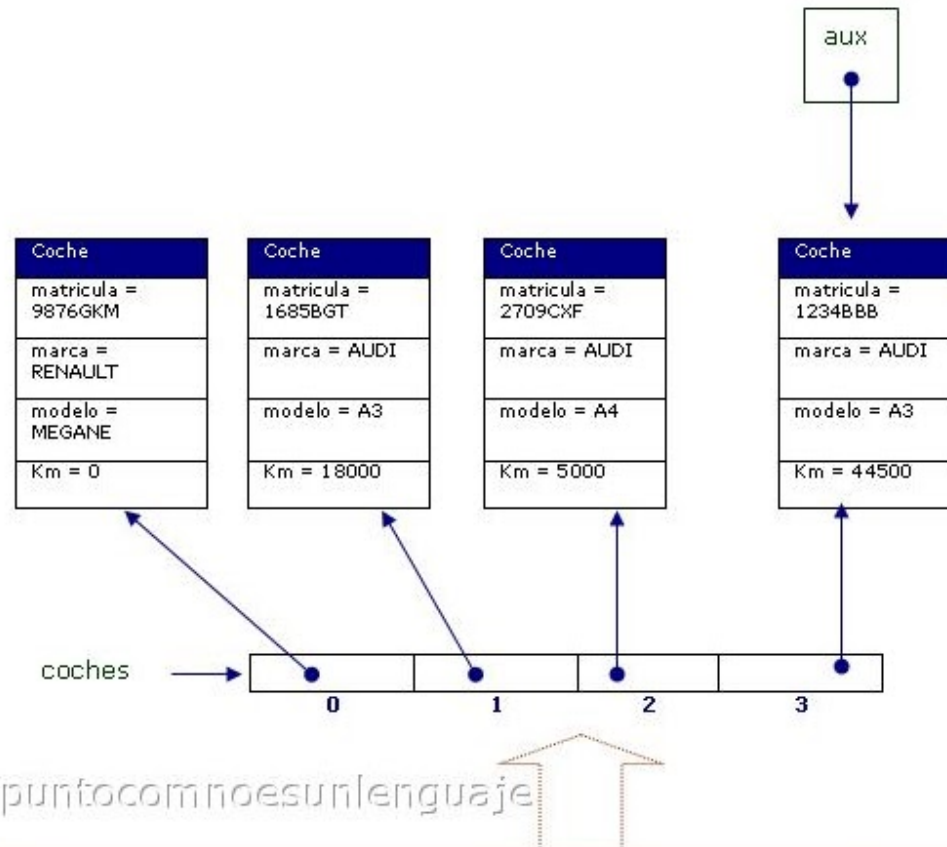 aux
Coche
matricula =
9876GKM
marca =
RENAULT
modelo =
MEGANE
Km = 0
Coche
matricula =
1685BGT
marca = AUDI
modelo = A3
Km = 18000
Coche
matricula =
2709CXF
marca = AUDI
modelo = A4
Km = 5000
Coche
matricula =
1234BBB
marca = AUDI
modelo = A3
Km = 44500
coches
0 1 2 3
puntocomnoesunlenguaje